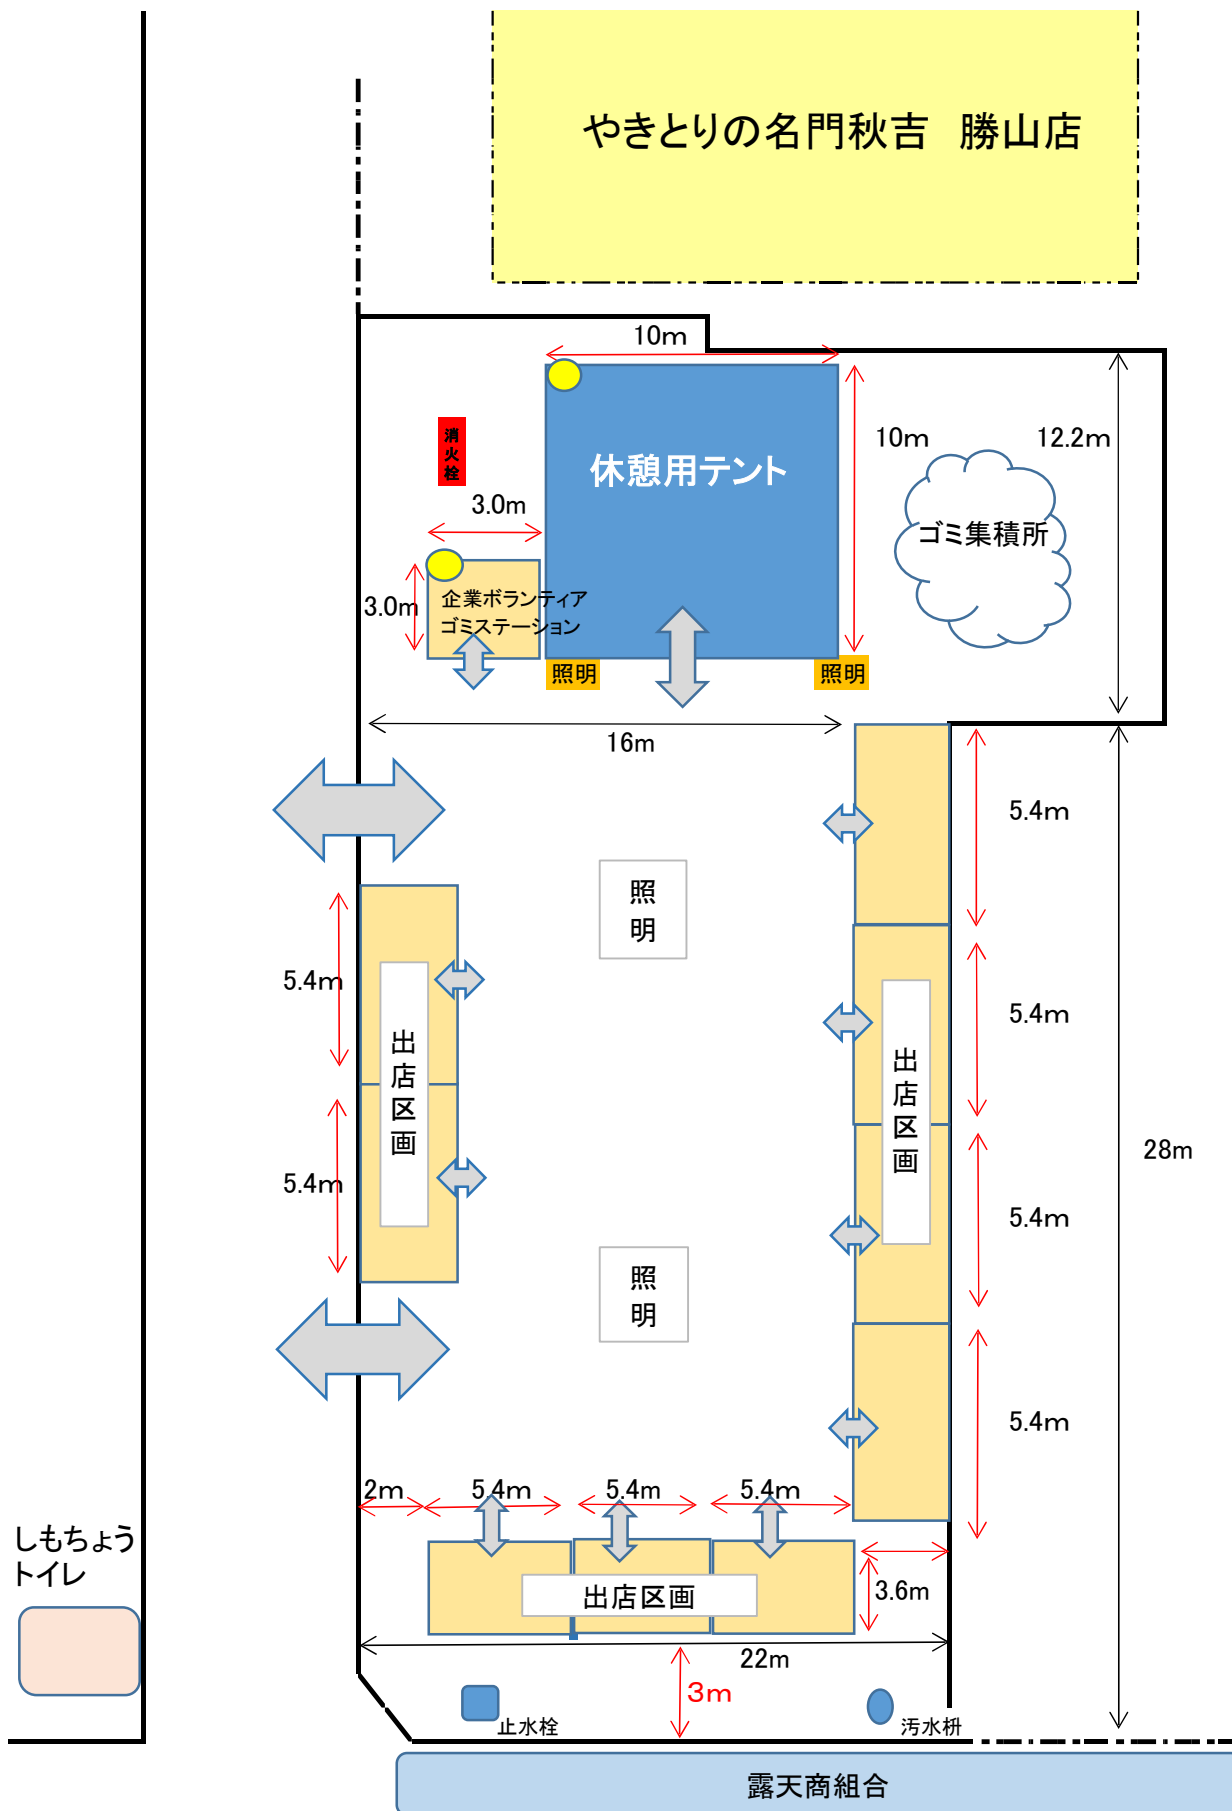 やきとりの名門秋吉　勝山店
10m
消火栓
休憩用テント
10m
12.2m
3.0m
ゴミ集積所
3.0m
企業ボランティア
ゴミステーション
照明
照明
16m
5.4m
照明
5.4m
出店区画
5.4m
出店区画
28m
5.4m
5.4m
照明
5.4m
2m
5.4m
5.4m
5.4m
しもちょう
トイレ
出店区画
3.6m
22m
3m
止水栓
汚水枡
露天商組合